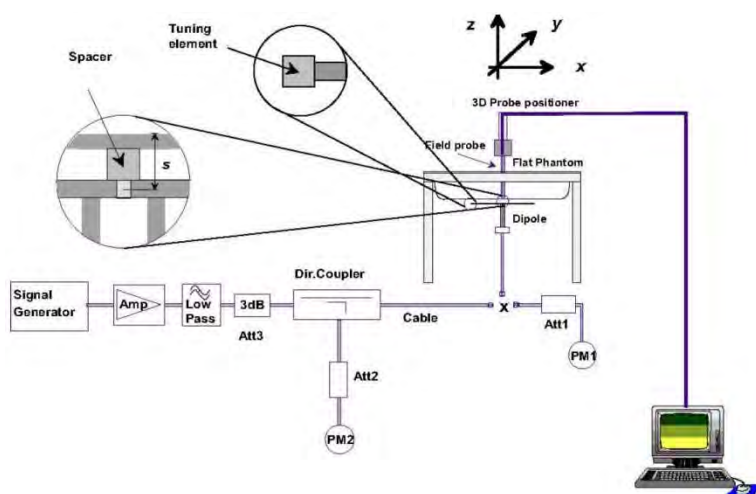 Tuning
element
z
y
x
Spacer
s
3D Probe positioner
Field probe
Flat Phantom
Dipole
Dir.Coupler
Signal
Generator
Amp
Low
Pass
3dB
Att3
Cable
x
Att1
PM1
Att2
PM2